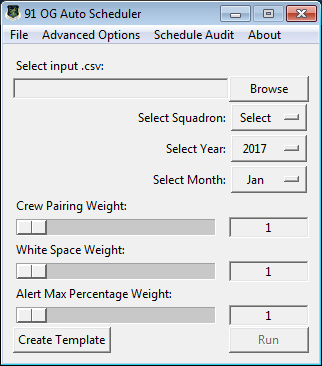 91 OG Auto Scheduler
File Advanced Options Schedule Audit About
Select input .csv:
Browse
Select Squadron: Select
Select Year: 2017
Select Month: Jan
Crew Pairing Weight:
1
White Space Weight:
1
Alert Max Percentage Weight:
1
Create Template Run